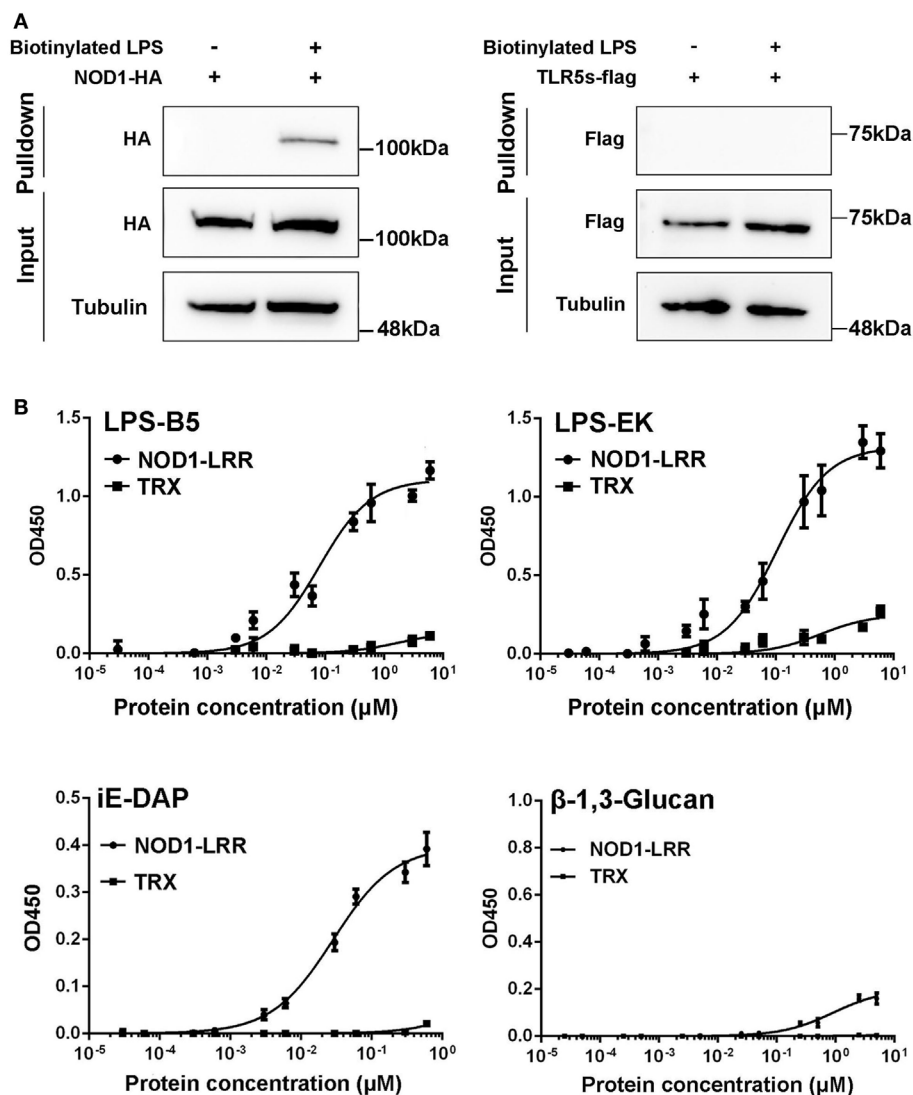 A
Biotinylated LPS - +
NOD1-HA + +
Pulldown
HA
100kDa
Input
HA
100kDa
Tubulin
48kDa
Biotinylated LPS - +
TLR5s-flag + +
Pulldown
Flag
75kDa
Input
Flag
75kDa
Tubulin
48kDa
B
LPS-B5
NOD1-LRR
TRX
OD450
1.5
1.0
0.5
0.0
10-5 10-4 10-3 10-2 10-1 100 101
Protein concentration (μM)
LPS-EK
NOD1-LRR
TRX
OD450
1.5
1.0
0.5
0.0
10-5 10-4 10-3 10-2 10-1 100 101
Protein concentration (μM)
iE-DAP
NOD1-LRR
TRX
OD450
0.5
0.4
0.3
0.2
0.1
0.0
10-5 10-4 10-3 10-2 10-1 100
Protein concentration (μM)
β-1,3-Glucan
NOD1-LRR
TRX
OD450
1.0
0.8
0.6
0.4
0.2
0.0
10-5 10-4 10-3 10-2 10-1 100 101
Protein concentration (μM)